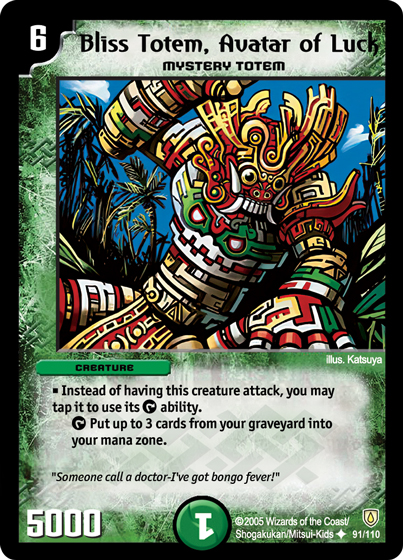 6 Bliss Totem, Avatar of Luck
MYSTERY TOTEM
illus. Katsuya
CREATURE
▪ Instead of having this creature attack, you may
tap it to use its ability.
Put up to 3 cards from your graveyard into
your mana zone.
"Someone call a doctor-I've got bongo fever!"
5000
1
©2005 Wizards of the Coast/
Shogakukan/Mitsui-Kids ✦ 91/110